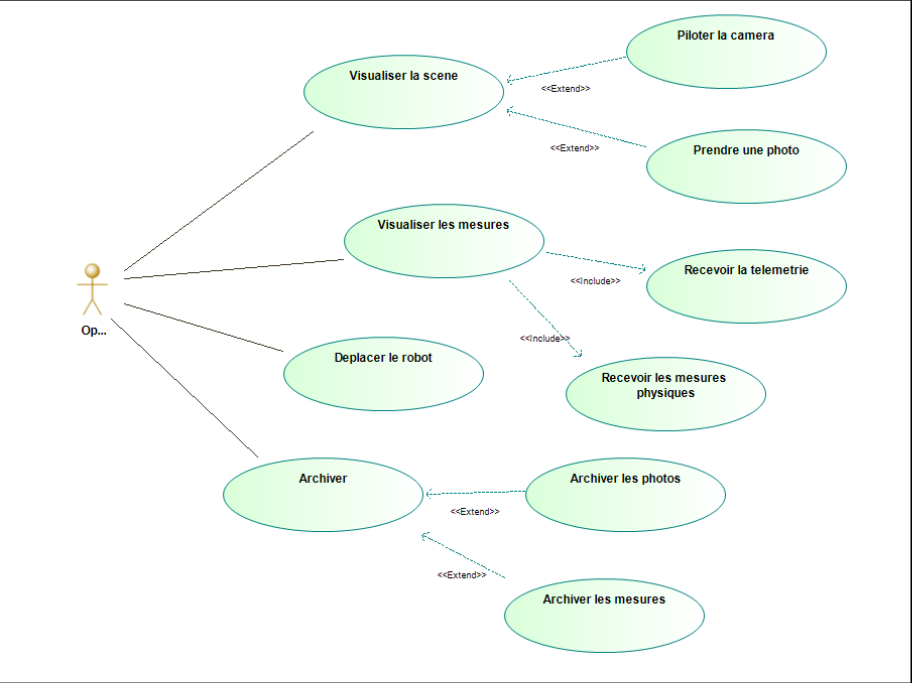 Piloter la camera
Visualiser la scene
<<Extend>>
<<Extend>>
Prendre une photo
Visualiser les mesures
Recevoir la telemetrie
<<Include>>
Op...
<<Include>>
Deplacer le robot
Recevoir les mesures
physiques
Archiver
Archiver les photos
<<Extend>>
<<Extend>>
Archiver les mesures